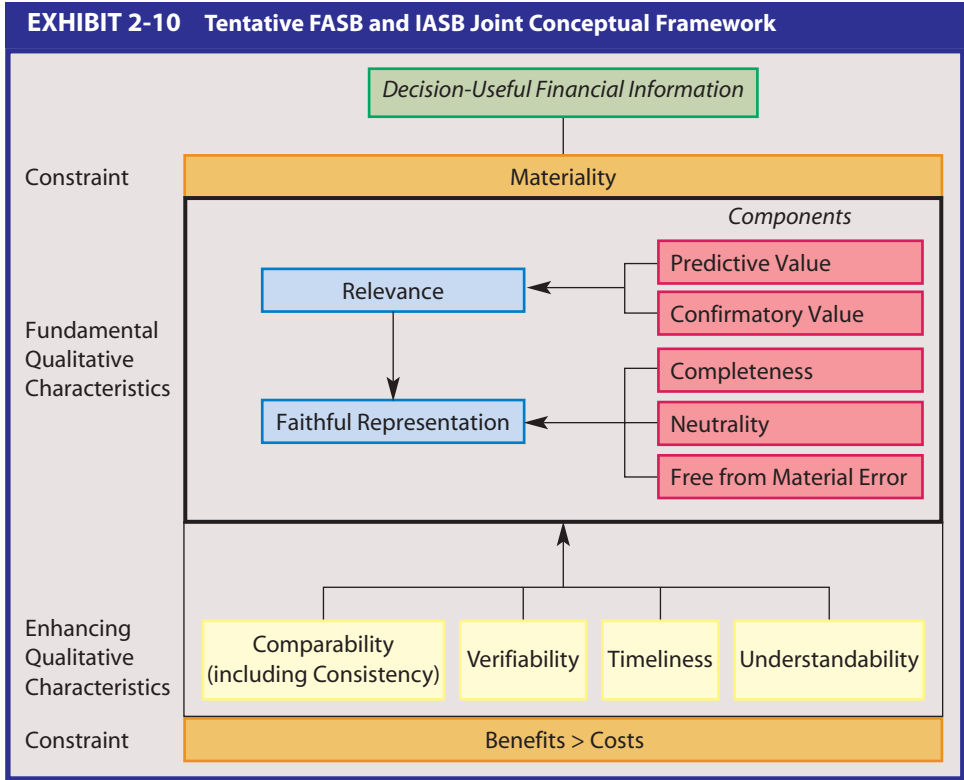 EXHIBIT 2-10 Tentative FASB and IASB Joint Conceptual Framework
Decision-Useful Financial Information
Constraint
Materiality
Components
Predictive Value
Relevance
Confirmatory Value
Fundamental
Qualitative
Characteristics
Completeness
Faithful Representation
Neutrality
Free from Material Error
Enhancing
Qualitative
Characteristics
Comparability
(including Consistency)
Verifiability
Timeliness
Understandability
Constraint
Benefits > Costs